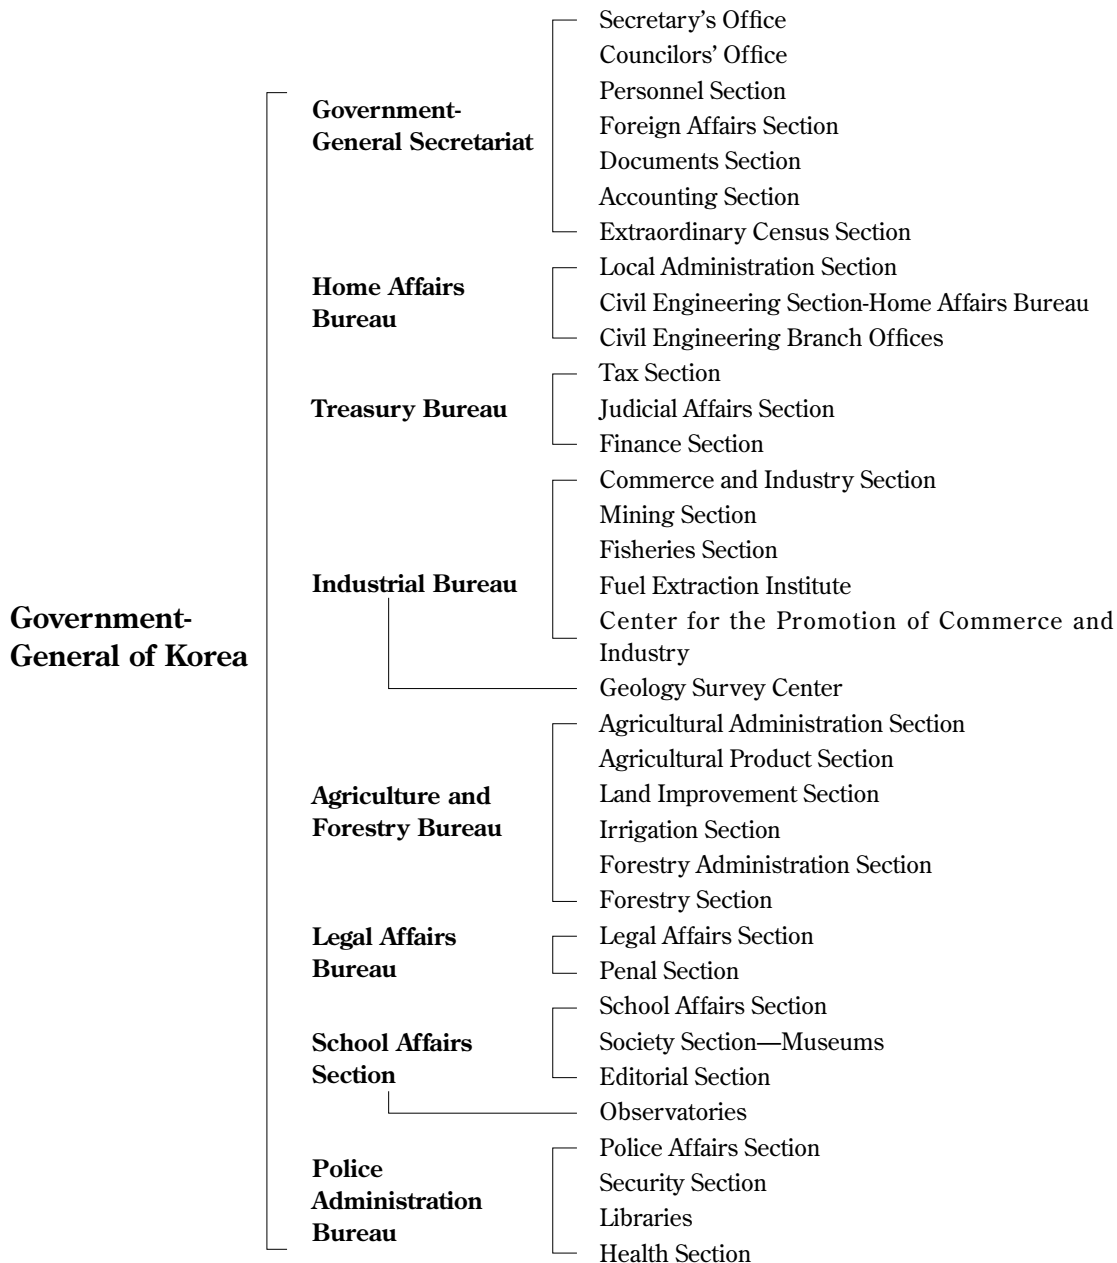 Government-
General of Korea
Government-
General Secretariat
Secretary’s Office
Councilors’ Office
Personnel Section
Foreign Affairs Section
Documents Section
Accounting Section
Extraordinary Census Section
Home Affairs
Bureau
Local Administration Section
Civil Engineering Section-Home Affairs Bureau
Civil Engineering Branch Offices
Treasury Bureau
Tax Section
Judicial Affairs Section
Finance Section
Industrial Bureau
Commerce and Industry Section
Mining Section
Fisheries Section
Fuel Extraction Institute
Center for the Promotion of Commerce and
Industry
Geology Survey Center
Agriculture and
Forestry Bureau
Agricultural Administration Section
Agricultural Product Section
Land Improvement Section
Irrigation Section
Forestry Administration Section
Forestry Section
Legal Affairs
Bureau
Legal Affairs Section
Penal Section
School Affairs
Section
School Affairs Section
Society Section—Museums
Editorial Section
Observatories
Police
Administration
Bureau
Police Affairs Section
Security Section
Libraries
Health Section